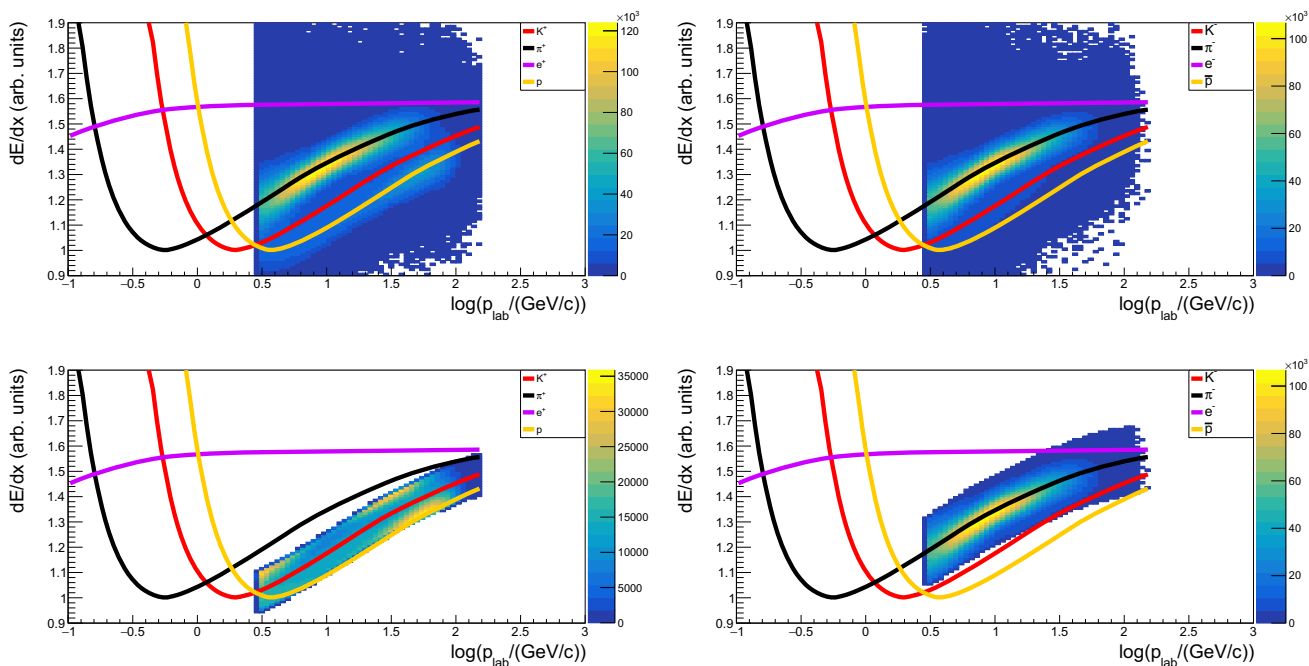 dE/dx (arb. units)
1.9
1.8
1.7
1.6
1.5
1.4
1.3
1.2
1.1
1
0.9
−1 −0.5 0 0.5 1 1.5 2 2.5 3
log(p_lab/(GeV/c))
K⁺
π⁺
e⁺
p
×10³
120
100
80
60
40
20
0
dE/dx (arb. units)
1.9
1.8
1.7
1.6
1.5
1.4
1.3
1.2
1.1
1
0.9
−1 −0.5 0 0.5 1 1.5 2 2.5 3
log(p_lab/(GeV/c))
K⁻
π⁻
e⁻
p̅
×10³
100
80
60
40
20
0
dE/dx (arb. units)
1.9
1.8
1.7
1.6
1.5
1.4
1.3
1.2
1.1
1
0.9
−1 −0.5 0 0.5 1 1.5 2 2.5 3
log(p_lab/(GeV/c))
K⁺
π⁺
e⁺
p
35000
30000
25000
20000
15000
10000
5000
0
dE/dx (arb. units)
1.9
1.8
1.7
1.6
1.5
1.4
1.3
1.2
1.1
1
0.9
−1 −0.5 0 0.5 1 1.5 2 2.5 3
log(p_lab/(GeV/c))
K⁻
π⁻
e⁻
p̅
×10³
100
80
60
40
20
0